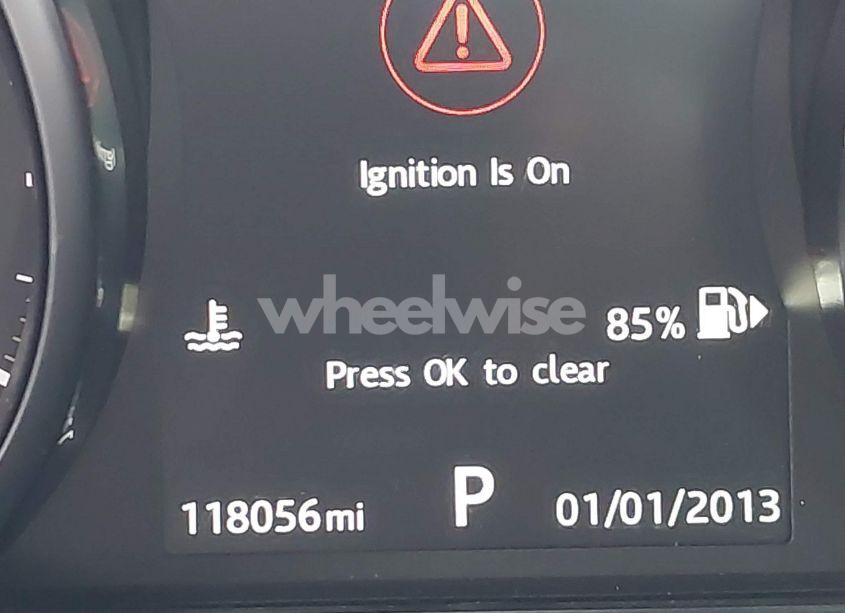 Ignition Is On
wheelwise
85%
Press OK to clear
118056mi P 01/01/2013